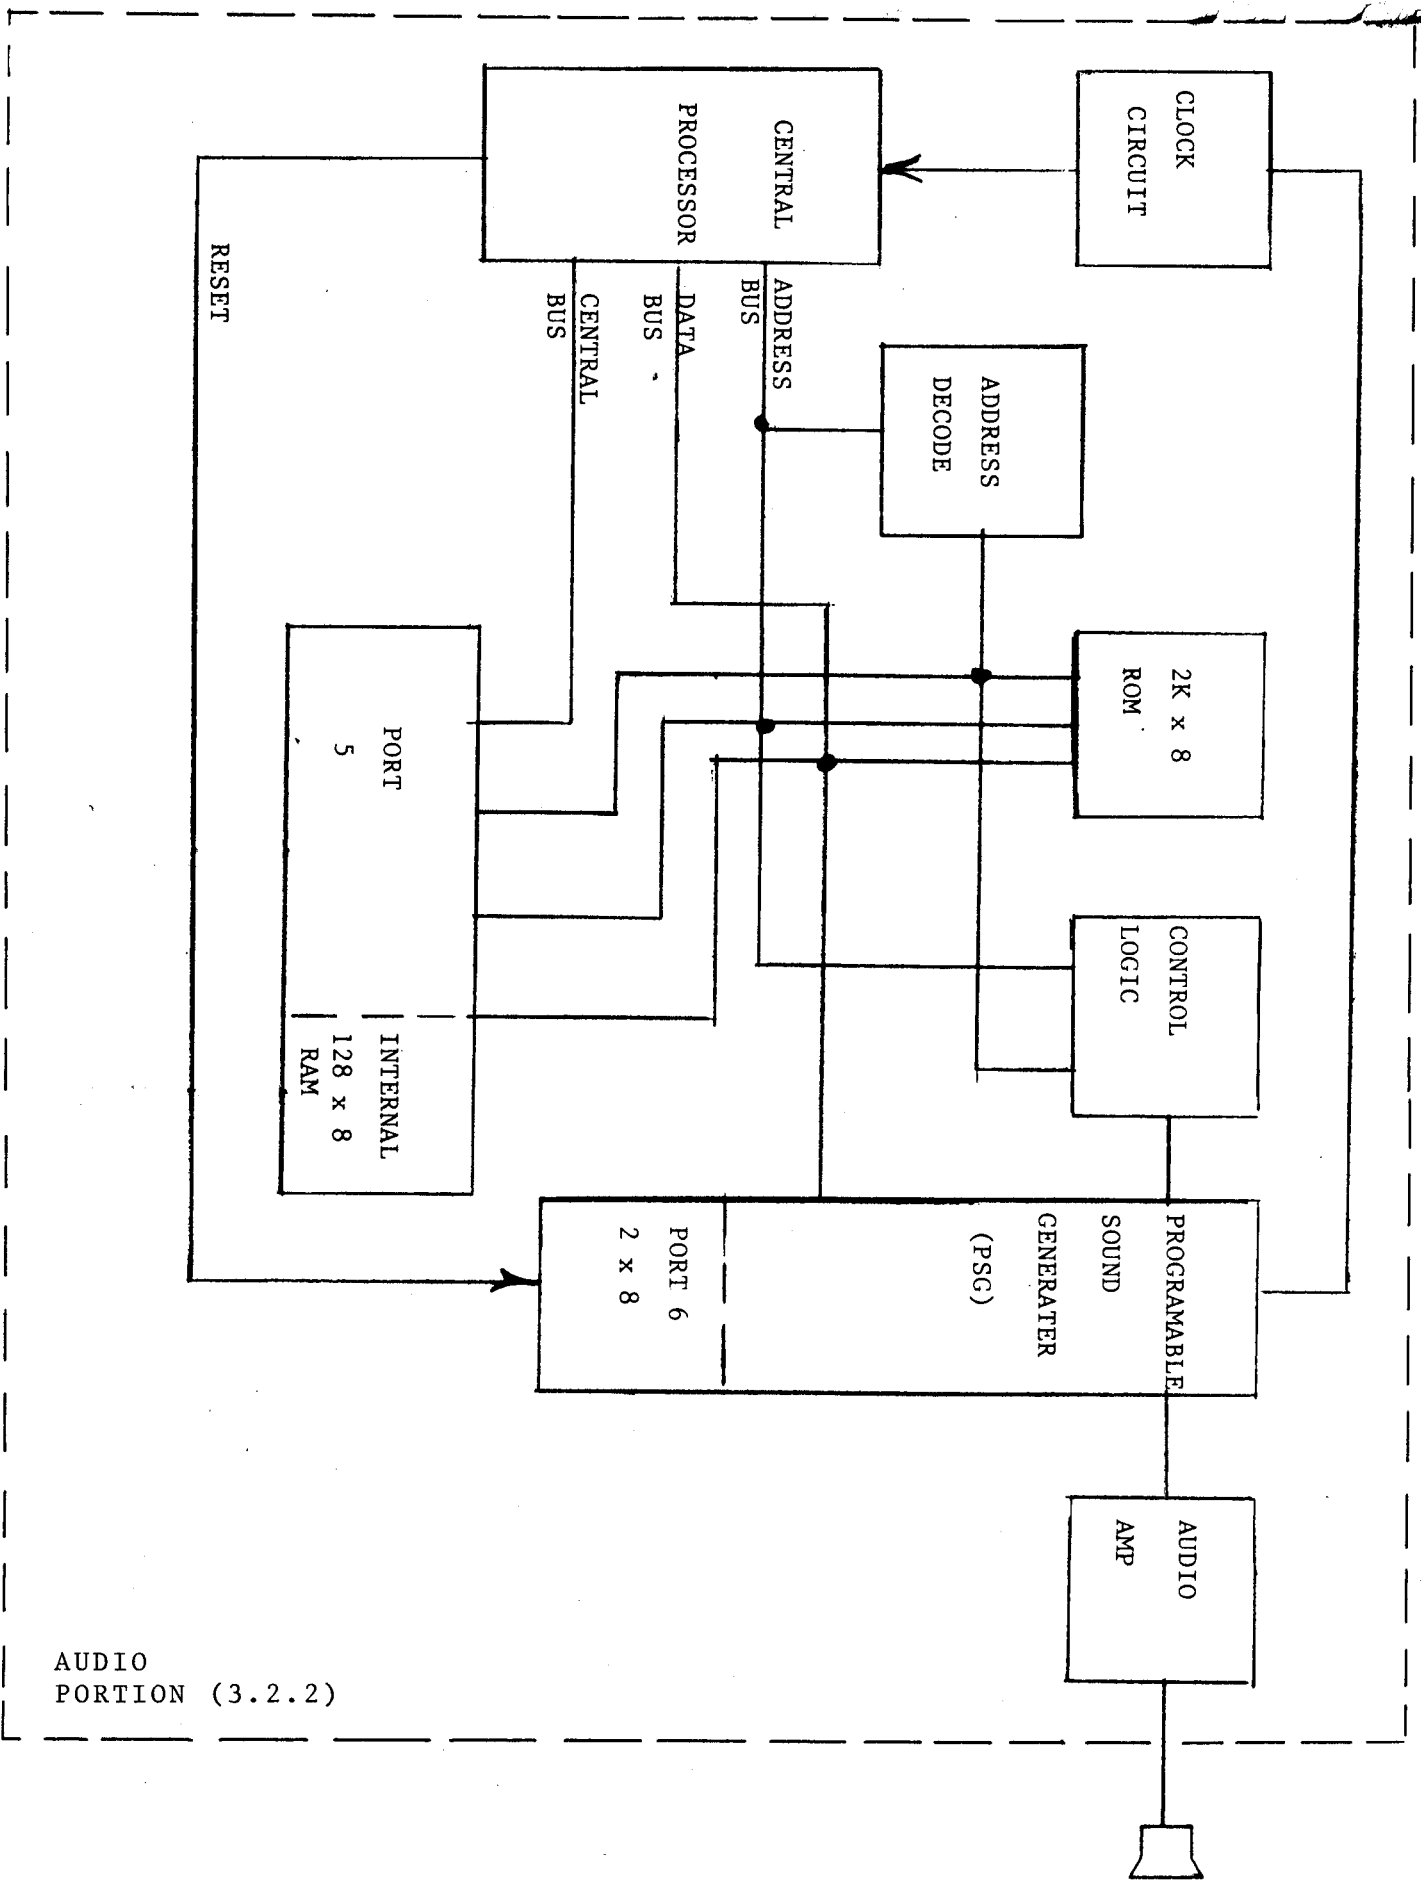 CLOCK
CIRCUIT
CENTRAL
PROCESSOR
ADDRESS
BUS
DATA
BUS
CENTRAL
BUS
RESET
ADDRESS
DECODE
2K x 8
ROM
PORT
5
INTERNAL
128 x 8
RAM
CONTROL
LOGIC
PROGRAMABLE
SOUND
GENERATER
(PSG)
PORT 6
2 x 8
AUDIO
AMP
AUDIO
PORTION (3.2.2)